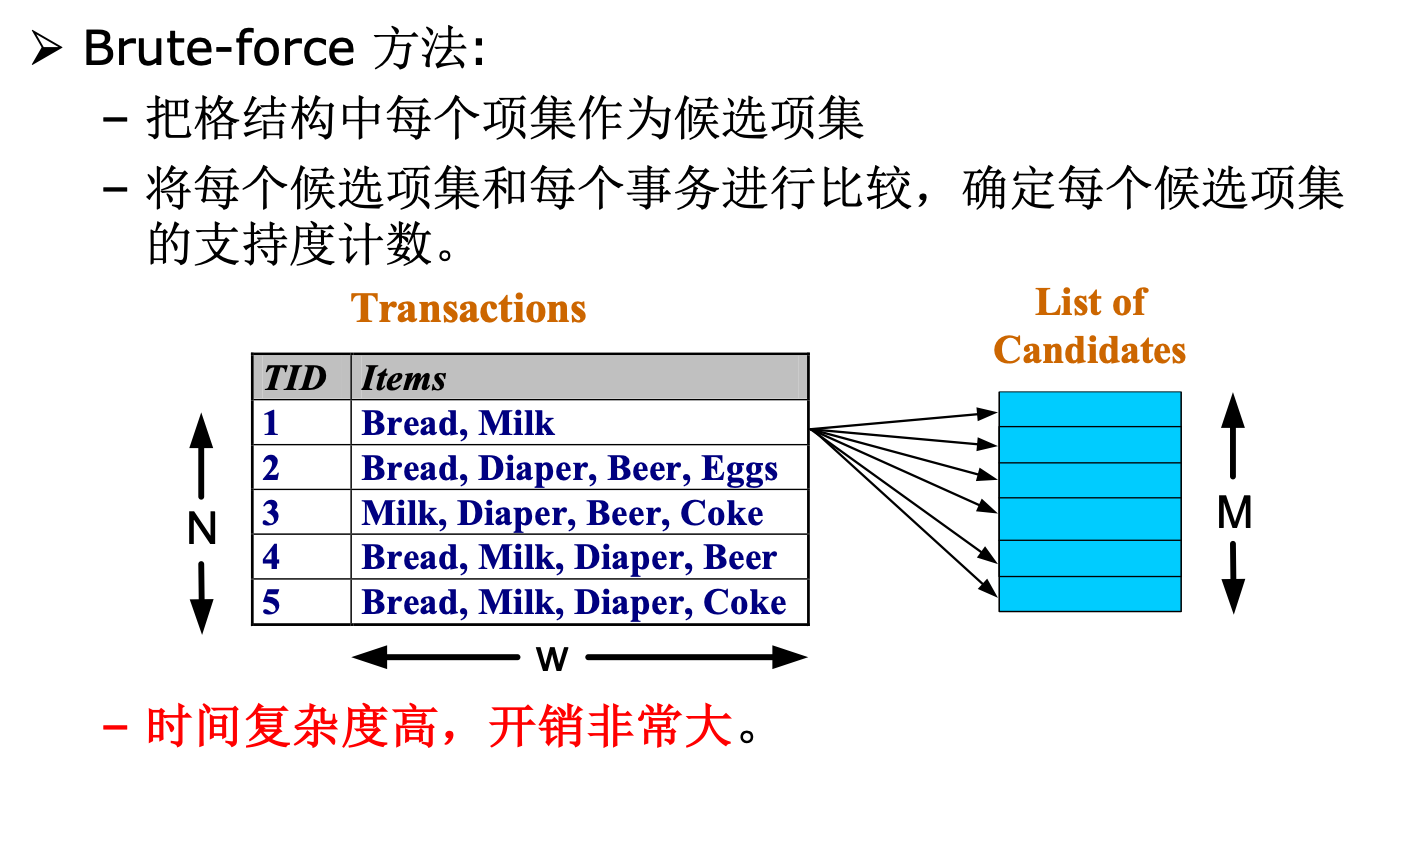 ➢ Brute-force 方法:
– 把格结构中每个项集作为候选项集
– 将每个候选项集和每个事务进行比较，确定每个候选项集
的支持度计数。
Transactions
List of
Candidates
TID Items
1 Bread, Milk
2 Bread, Diaper, Beer, Eggs
3 Milk, Diaper, Beer, Coke
4 Bread, Milk, Diaper, Beer
5 Bread, Milk, Diaper, Coke
N
M
w
– 时间复杂度高，开销非常大。